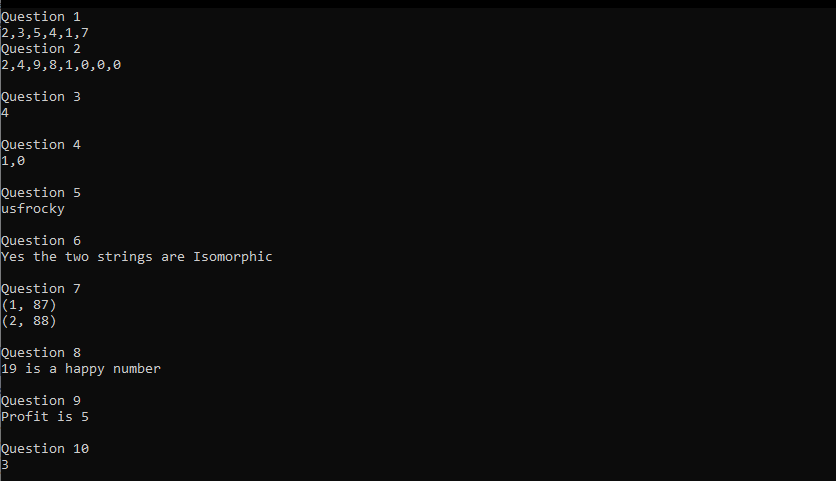 Question 1
2,3,5,4,1,7
Question 2
2,4,9,8,1,0,0,0
Question 3
4
Question 4
1,0
Question 5
usfrocky
Question 6
Yes the two strings are Isomorphic
Question 7
(1, 87)
(2, 88)
Question 8
19 is a happy number
Question 9
Profit is 5
Question 10
3